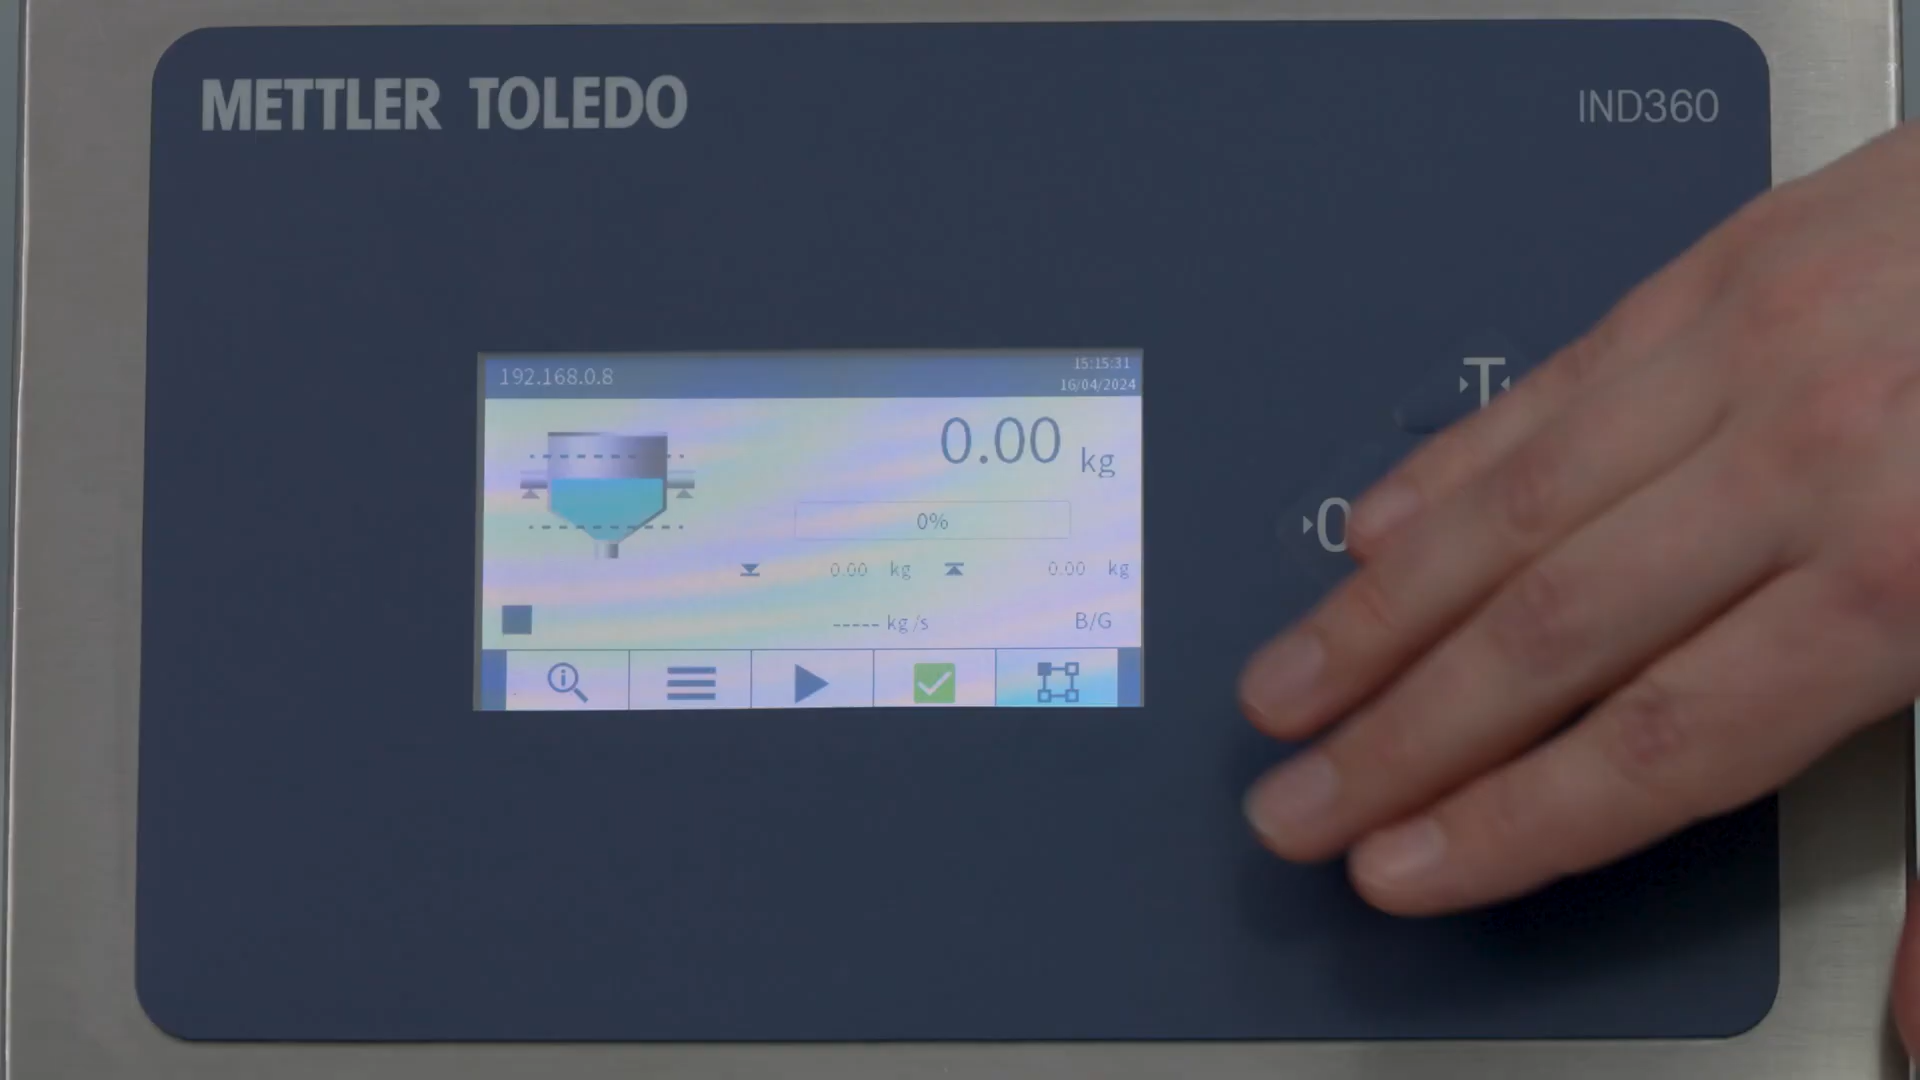 METTLER TOLEDO
IND360
192.168.0.8
15:15:31
16/04/2024
0.00 kg
0%
0.00 kg
0.00 kg
----- kg/s
B/G
T
0